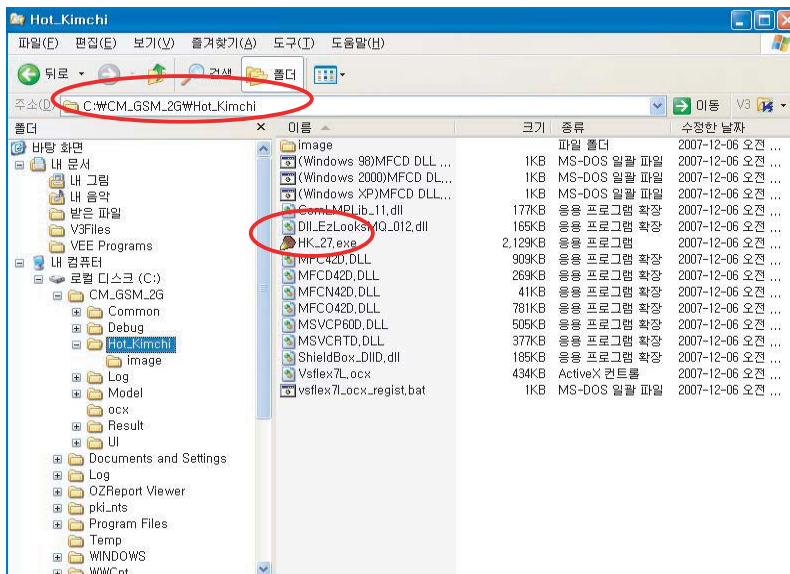 Hot_Kimchi
파일(F) 편집(E) 보기(V) 즐겨찾기(A) 도구(T) 도움말(H)
뒤로 검색 폴더
주소(D) C:₩CM_GSM_2G₩Hot_Kimchi 이동 V3
폴더
바탕 화면
내 문서
내 그림
내 음악
받은 파일
V3Files
VEE Programs
내 컴퓨터
로컬 디스크 (C:)
CM_GSM_2G
Common
Debug
Hot_Kimchi
image
Log
Model
ocx
Result
UI
Documents and Settings
Log
OZReport Viewer
pki_nts
Program Files
Temp
WINDOWS
이름 크기 종류 수정한 날짜
image 파일 폴더 2007-12-06 오전 ...
(Windows 98)MFCD DLL ... 1KB MS-DOS 일괄 파일 2007-12-06 오전 ...
(Windows 2000)MFCD DL... 1KB MS-DOS 일괄 파일 2007-12-06 오전 ...
(Windows XP)MFCD DLL... 1KB MS-DOS 일괄 파일 2007-12-06 오전 ...
ComLMPLib_11.dll 177KB 응용 프로그램 확장 2007-12-06 오전 ...
Dll_EzLooksMQ_012.dll 165KB 응용 프로그램 확장 2007-12-06 오전 ...
HK_27.exe 2,129KB 응용 프로그램 2007-12-06 오전 ...
MFC42D.DLL 909KB 응용 프로그램 확장 2007-12-06 오전 ...
MFCD42D.DLL 269KB 응용 프로그램 확장 2007-12-06 오전 ...
MFCN42D.DLL 41KB 응용 프로그램 확장 2007-12-06 오전 ...
MFCO42D.DLL 781KB 응용 프로그램 확장 2007-12-06 오전 ...
MSVCP60D.DLL 505KB 응용 프로그램 확장 2007-12-06 오전 ...
MSVCRTD.DLL 377KB 응용 프로그램 확장 2007-12-06 오전 ...
ShieldBox_DIID.dll 185KB 응용 프로그램 확장 2007-12-06 오전 ...
Vsflex7L.ocx 434KB ActiveX 컨트롤 2007-12-06 오전 ...
vsflex7l_ocx_regist.bat 1KB MS-DOS 일괄 파일 2007-12-06 오전 ...